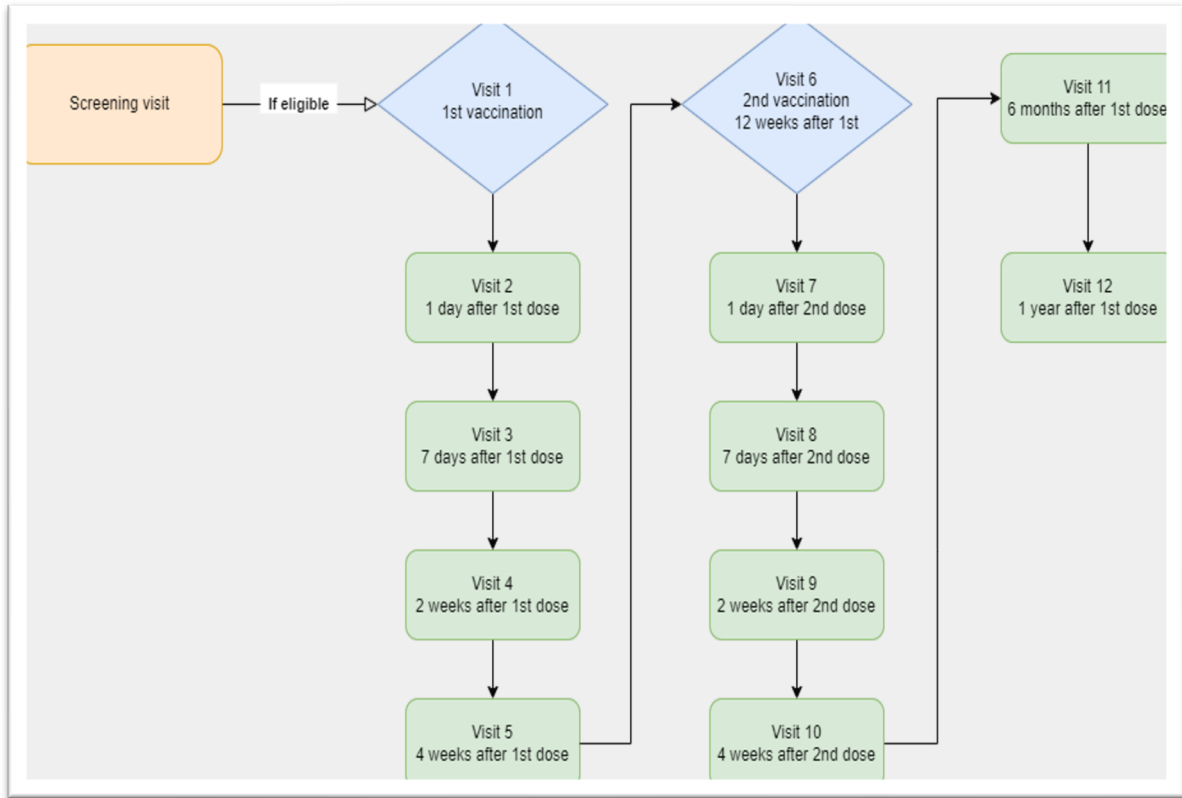 Screening visit
If eligible
Visit 1
1st vaccination
Visit 2
1 day after 1st dose
Visit 3
7 days after 1st dose
Visit 4
2 weeks after 1st dose
Visit 5
4 weeks after 1st dose
Visit 6
2nd vaccination
12 weeks after 1st
Visit 7
1 day after 2nd dose
Visit 8
7 days after 2nd dose
Visit 9
2 weeks after 2nd dose
Visit 10
4 weeks after 2nd dose
Visit 11
6 months after 1st dose
Visit 12
1 year after 1st dose